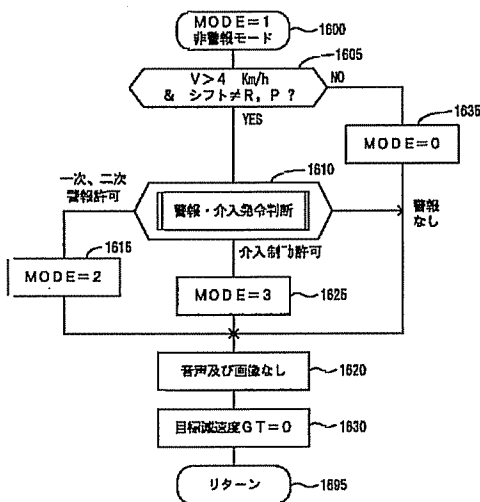 MODE=1
非警報モード
1600
1605
V>4 Km/h
& シフト≠R, P ?
NO
YES
1635
MODE=0
1610
一次、二次
警報許可
警報・介入発令判断
警報
なし
1615
介入制動許可
MODE=2
MODE=3
1625
音声及び画像なし
1620
目標減速度GT=0
1630
リターン
1695